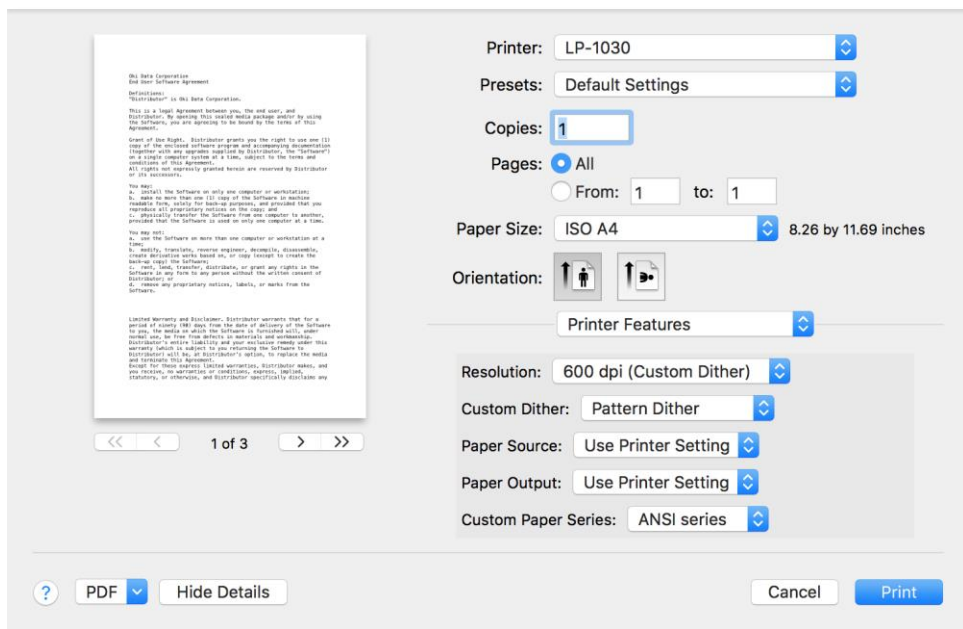 Oki Data Corporation
End User Software Agreement
Definitions:
"Distributor" is Oki Data Corporation.
This is a legal Agreement between you, the end user, and
Distributor. By opening this sealed media package and/or by using
the Software, you are agreeing to be bound by the terms of this
Agreement.
Grant of Use Right. Distributor grants you the right to use one (1)
copy of the enclosed software program and accompanying documentation
(together with any upgrades supplied by Distributor, the "Software")
on a single computer system at a time, subject to the terms and
conditions of this Agreement.
All rights not expressly granted herein are reserved by Distributor
or its successors.
You may:
a. install the Software on only one computer or workstation;
b. make no more than one (1) copy of the Software in machine
readable form, solely for back-up purposes, and provided that you
reproduce all proprietary notices on the copy; and
c. physically transfer the Software from one computer to another,
provided that the Software is used on only one computer at a time.
You may not:
a. use the Software on more than one computer or workstation at a
time;
b. modify, translate, reverse engineer, decompile, disassemble,
create derivative works based on, or copy (except to create the
back-up copy) the Software;
c. rent, lend, transfer, distribute, or grant any rights in the
Software in any form to any person without the written consent of
Distributor; or
d. remove any proprietary notices, labels, or marks from the
Software.
Limited Warranty and Disclaimer. Distributor warrants that for a
period of ninety (90) days from the date of delivery of the Software
to you, the media on which the Software is furnished will, under
normal use, be free from defects in materials and workmanship.
Distributor's entire liability and your exclusive remedy under this
warranty (which is subject to you returning the Software to
Distributor) will be, at Distributor's option, to replace the media
and terminate this Agreement.
Except for these express limited warranties, Distributor makes, and
you receive, no warranties or conditions, express, implied,
statutory, or otherwise, and Distributor specifically disclaims any
1 of 3
Printer: LP-1030
Presets: Default Settings
Copies: 1
Pages: All
From: 1 to: 1
Paper Size: ISO A4 8.26 by 11.69 inches
Orientation:
Printer Features
Resolution: 600 dpi (Custom Dither)
Custom Dither: Pattern Dither
Paper Source: Use Printer Setting
Paper Output: Use Printer Setting
Custom Paper Series: ANSI series
? PDF Hide Details Cancel Print